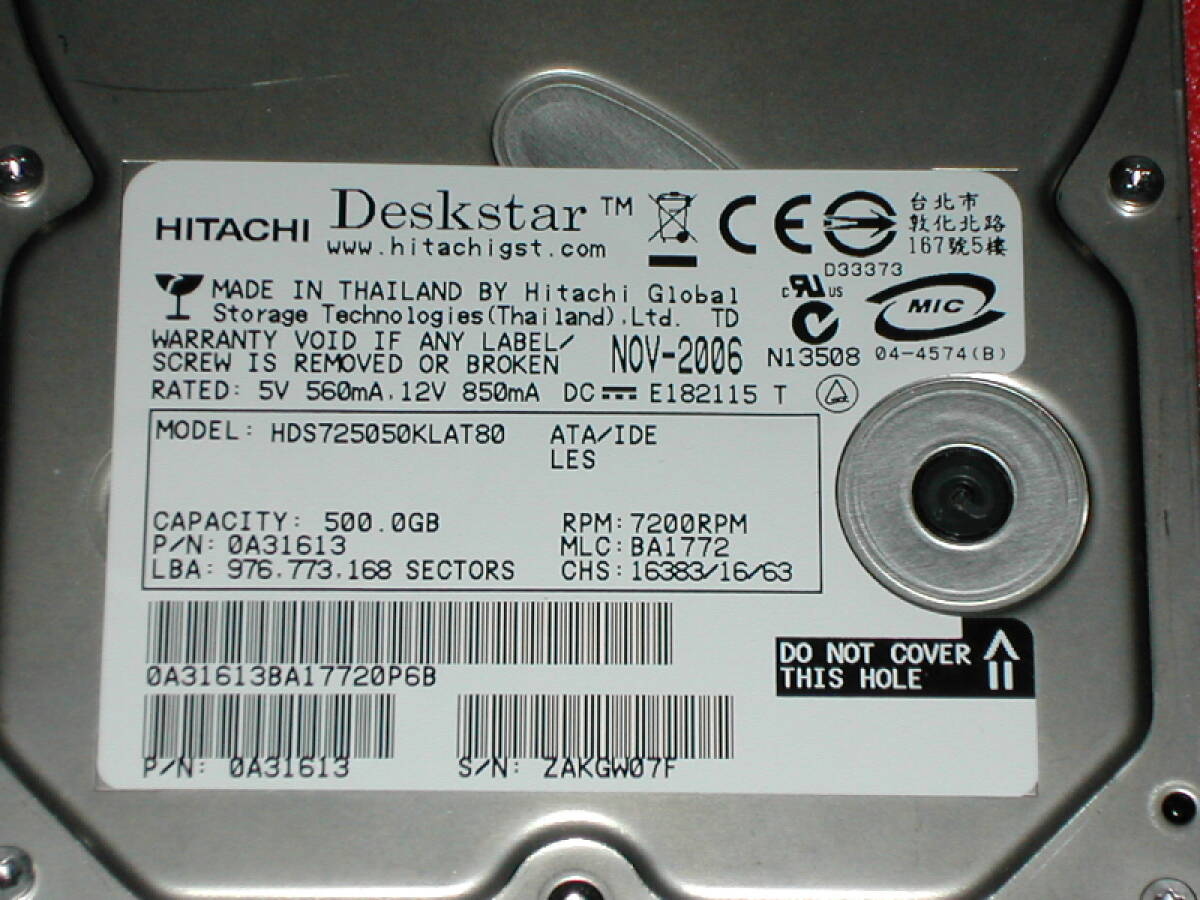 HITACHI Deskstar™
www.hitachigst.com
CE
台北市
敦化北路
167號5樓
D33373
MADE IN THAILAND BY Hitachi Global
Storage Technologies(Thailand),Ltd. TD
c RU US
MIC
WARRANTY VOID IF ANY LABEL/
SCREW IS REMOVED OR BROKEN
NOV-2006
N13508 04-4574(B)
RATED: 5V 560mA,12V 850mA DC E182115 T
MODEL: HDS725050KLAT80 ATA/IDE
LES
CAPACITY: 500.0GB RPM:7200RPM
P/N: 0A31613 MLC:BA1772
LBA: 976,773,168 SECTORS CHS:16383/16/63
0A31613BA17720P6B
DO NOT COVER
THIS HOLE
P/N: 0A31613 S/N: ZAKGW07F